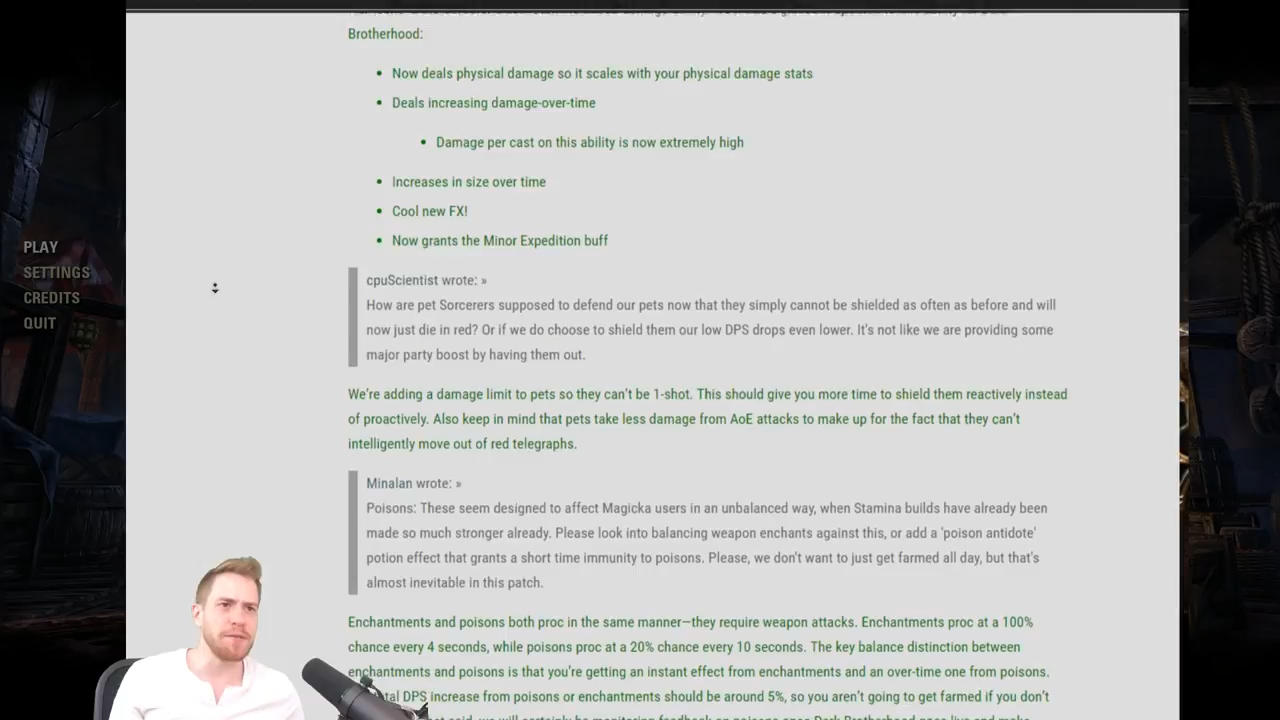 Brotherhood:
Now deals physical damage so it scales with your physical damage stats
Deals increasing damage-over-time
Damage per cast on this ability is now extremely high
Increases in size over time
Cool new FX!
Now grants the Minor Expedition buff
PLAY
SETTINGS
CREDITS
QUIT
cpuScientist wrote: »
How are pet Sorcerers supposed to defend our pets now that they simply cannot be shielded as often as before and will
now just die in red? Or if we do choose to shield them our low DPS drops even lower. It's not like we are providing some
major party boost by having them out.
We're adding a damage limit to pets so they can't be 1-shot. This should give you more time to shield them reactively instead
of proactively. Also keep in mind that pets take less damage from AoE attacks to make up for the fact that they can't
intelligently move out of red telegraphs.
Minalan wrote: »
Poisons: These seem designed to affect Magicka users in an unbalanced way, when Stamina builds have already been
made so much stronger already. Please look into balancing weapon enchants against this, or add a 'poison antidote'
potion effect that grants a short time immunity to poisons. Please, we don't want to just get farmed all day, but that's
almost inevitable in this patch.
Enchantments and poisons both proc in the same manner—they require weapon attacks. Enchantments proc at a 100%
chance every 4 seconds, while poisons proc at a 20% chance every 10 seconds. The key balance distinction between
enchantments and poisons is that you're getting an instant effect from enchantments and an over-time one from poisons.
DPS increase from poisons or enchantments should be around 5%, so you aren't going to get farmed if you don't